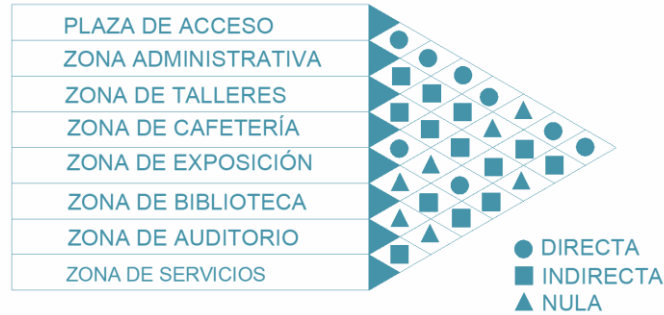 PLAZA DE ACCESO
ZONA ADMINISTRATIVA
ZONA DE TALLERES
ZONA DE CAFETERÍA
ZONA DE EXPOSICIÓN
ZONA DE BIBLIOTECA
ZONA DE AUDITORIO
ZONA DE SERVICIOS
DIRECTA
INDIRECTA
NULA